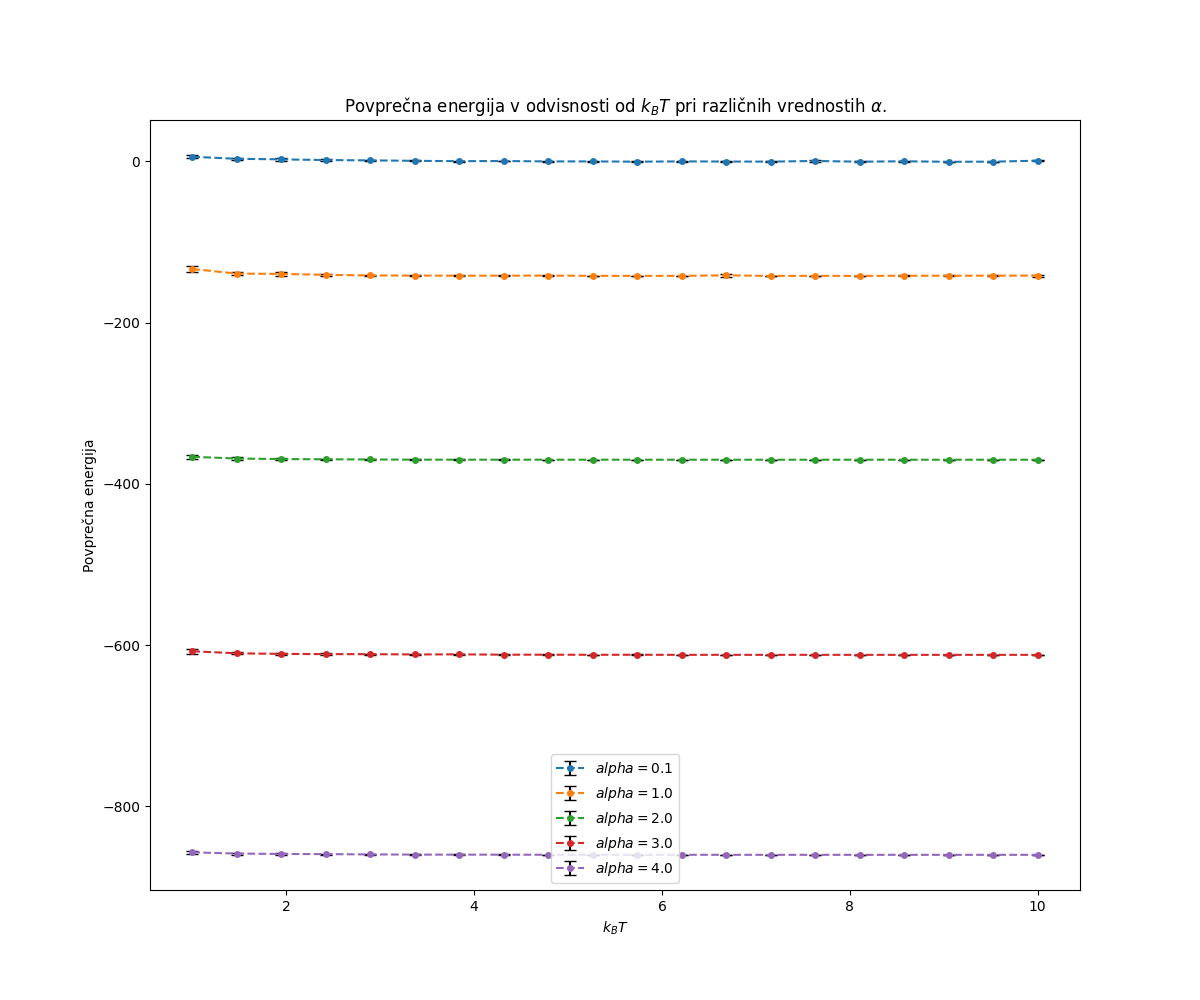 Povprečna energija v odvisnosti od $k_BT$ pri različnih vrednostih $\alpha$.
0
−200
−400
−600
−800
Povprečna energija
alpha = 0.1
alpha = 1.0
alpha = 2.0
alpha = 3.0
alpha = 4.0
2
4
6
8
10
$k_BT$